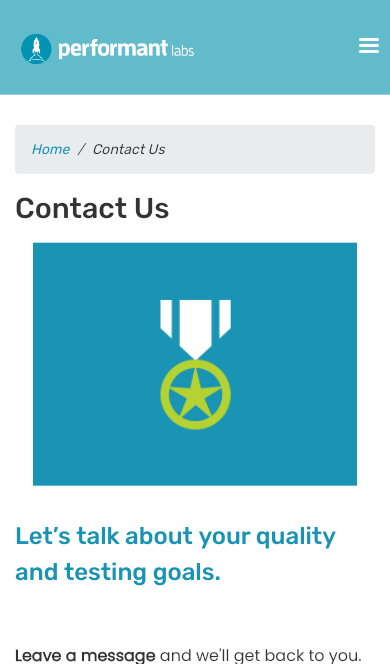 performant labs
Home / Contact Us
Contact Us
Let’s talk about your quality
and testing goals.
Leave a message and we'll get back to you.